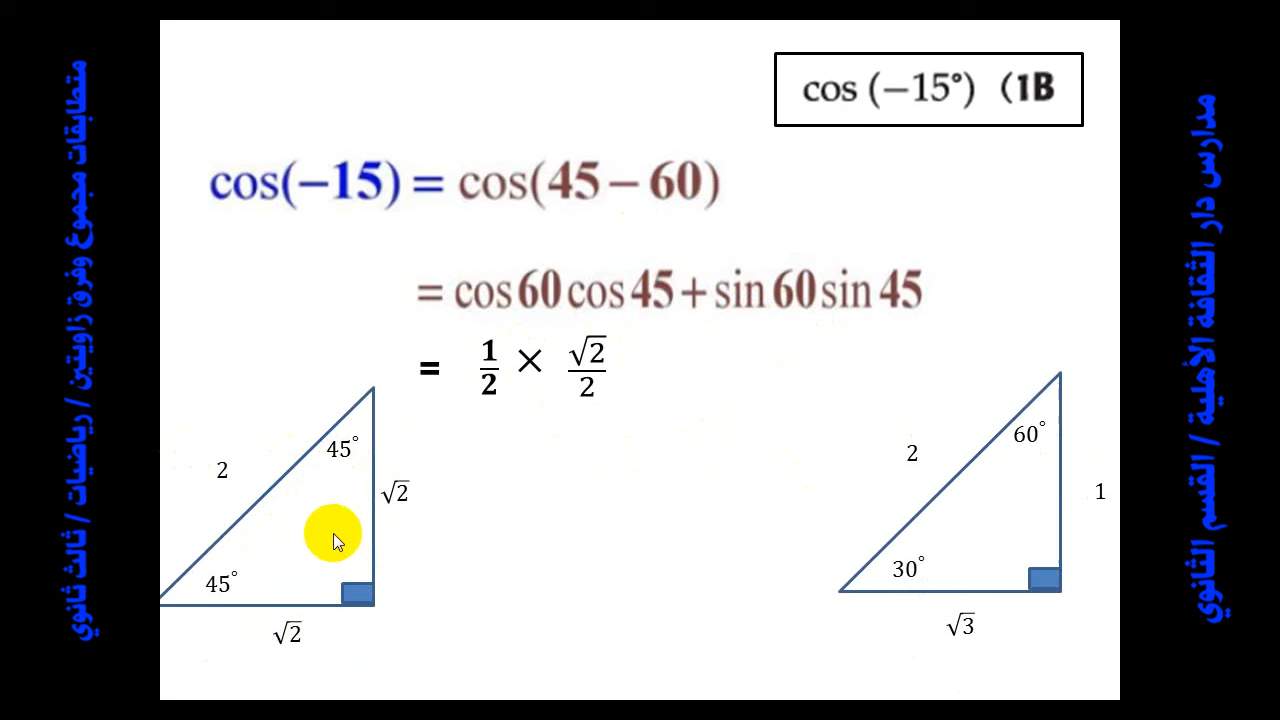 cos (−15°) (1B
cos(−15) = cos(45 − 60)
= cos 60 cos 45 + sin 60 sin 45
= 1/2 × √2/2
45°
2
√2
45°
√2
60°
2
1
30°
√3
متطابقات مجموع وفرق زاويتين / رياضيات / ثالث ثانوي
مدارس دار الثقافة الأهلية / القسم الثانوي